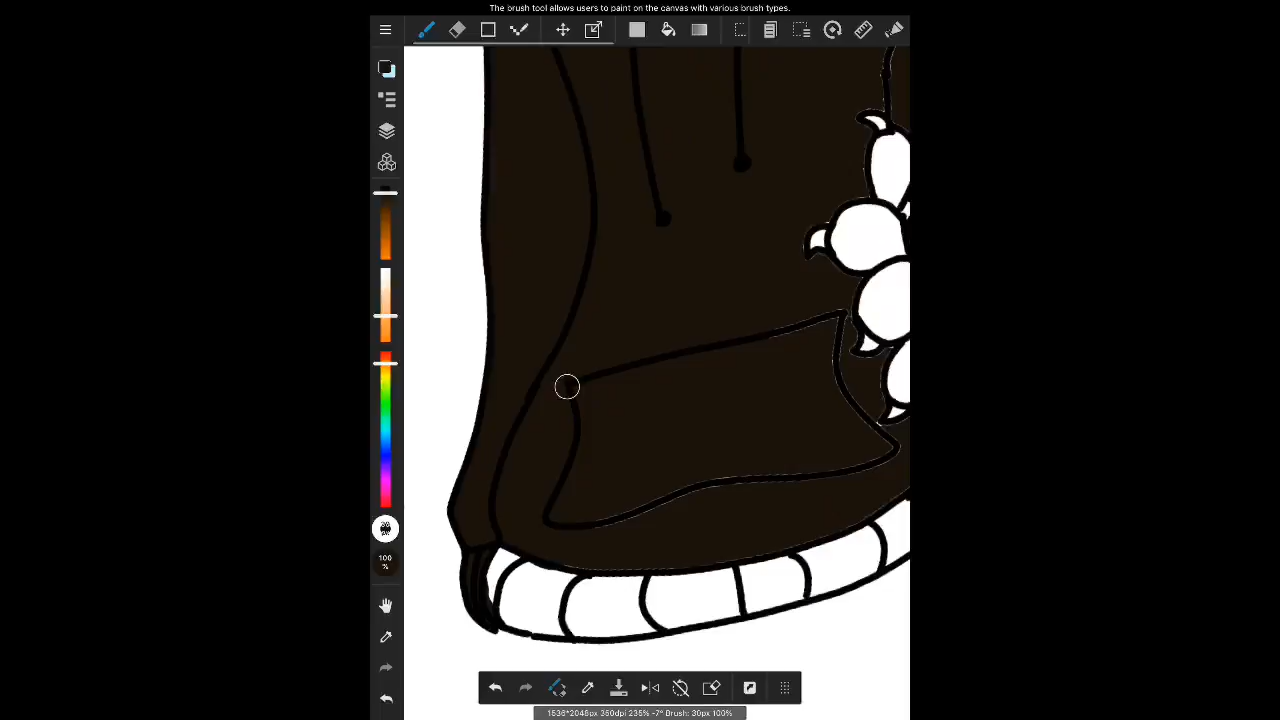 The brush tool allows users to paint on the canvas with various brush types.
100
%
1536*2048px 350dpi 235% -7° Brush: 30px 100%